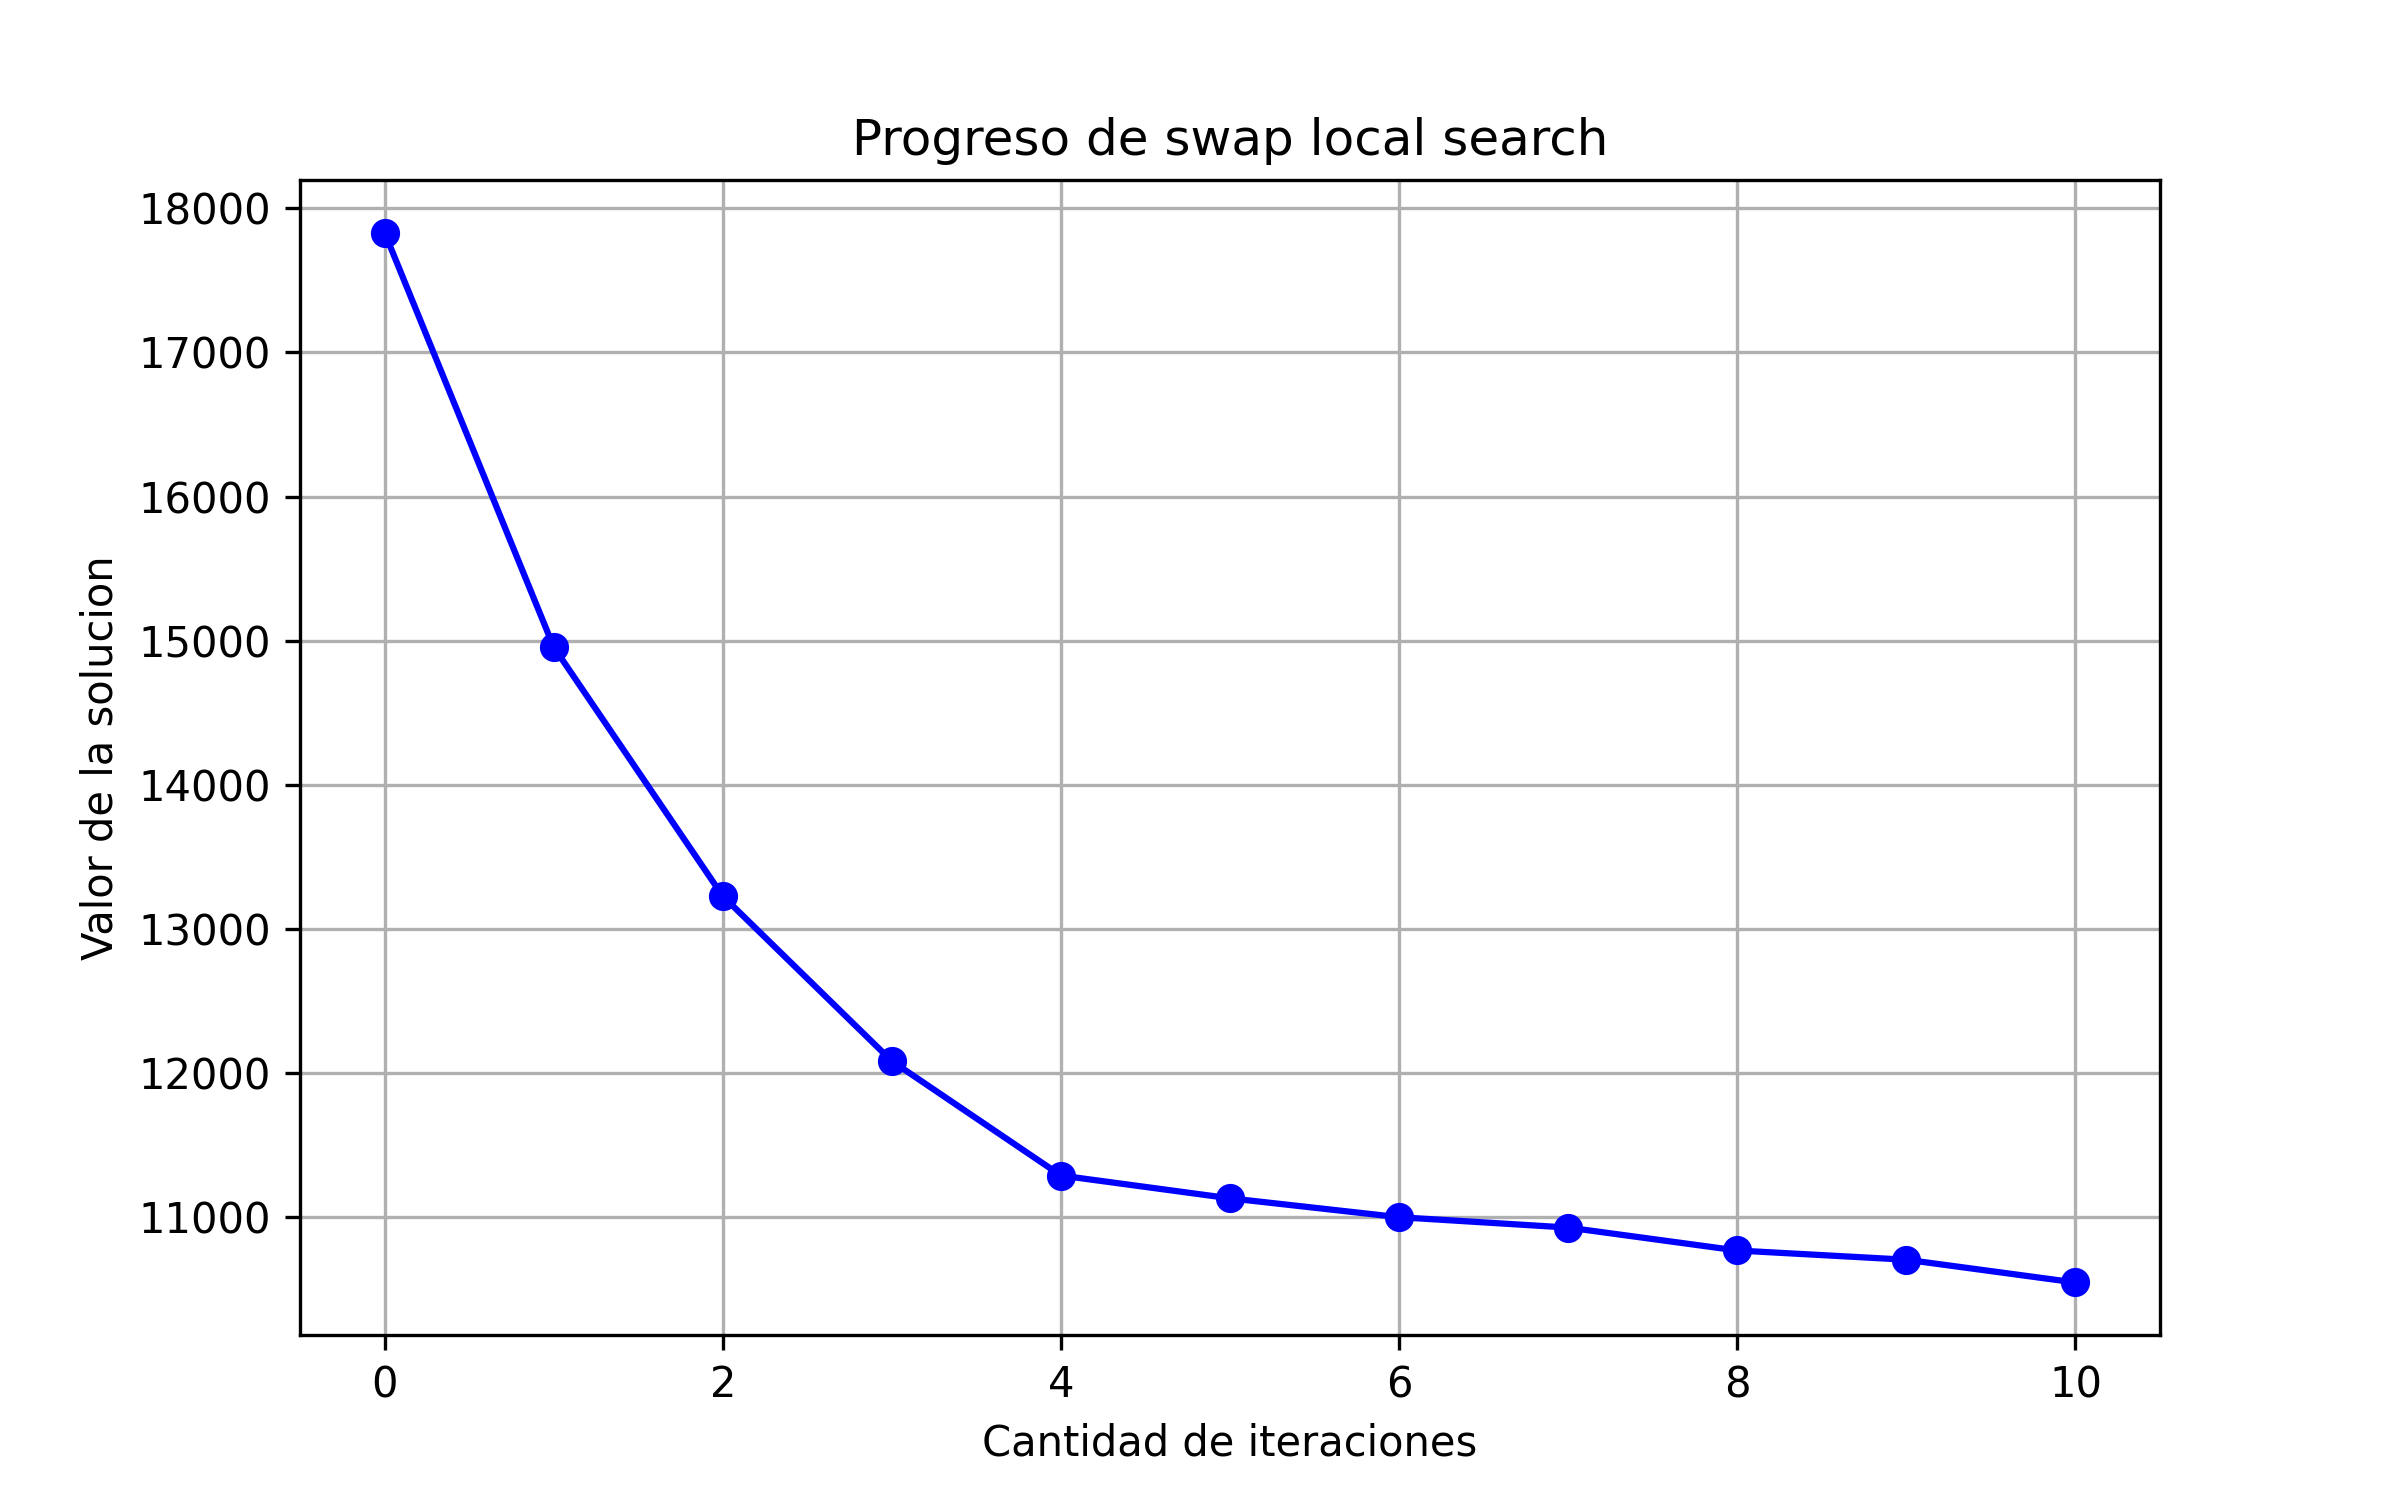 Progreso de swap local search
18000
17000
16000
15000
14000
13000
12000
11000
Valor de la solucion
0 2 4 6 8 10
Cantidad de iteraciones